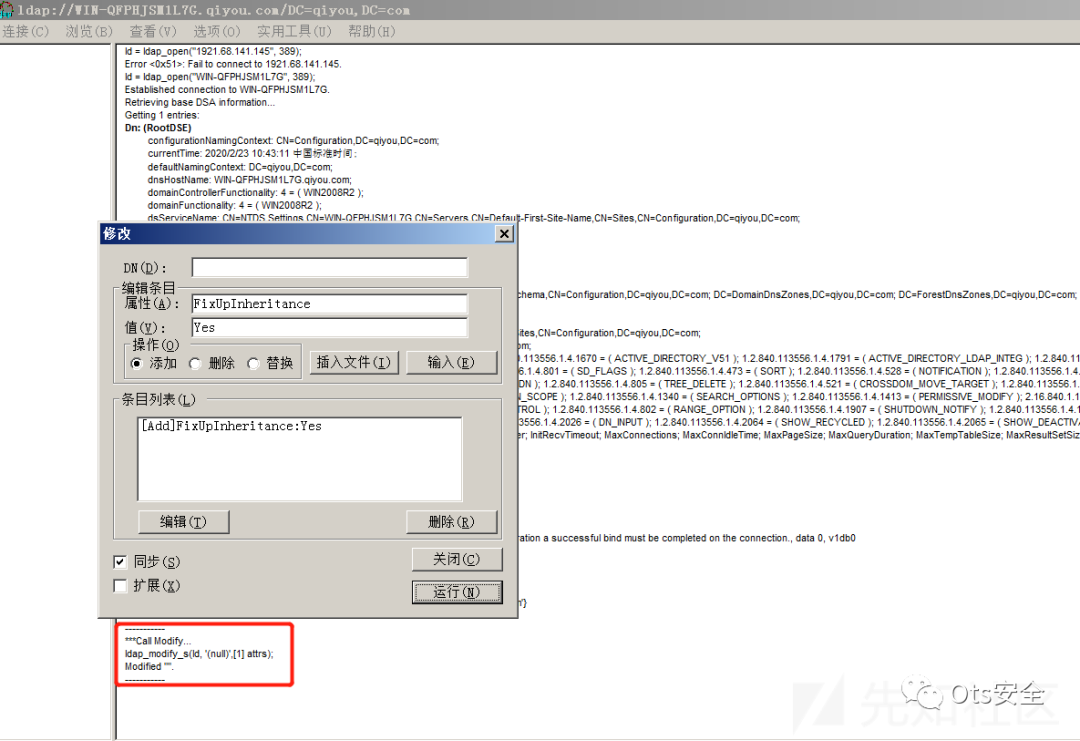 ldap://WIN-QFPHJSM1L7G.qiyou.com/DC=qiyou,DC=com
连接(C) 浏览(B) 查看(V) 选项(O) 实用工具(U) 帮助(H)
ld = ldap_open("1921.68.141.145", 389);
Error <0x51>: Fail to connect to 1921.68.141.145.
ld = ldap_open("WIN-QFPHJSM1L7G", 389);
Established connection to WIN-QFPHJSM1L7G.
Retrieving base DSA information...
Getting 1 entries:
Dn: (RootDSE)
configurationNamingContext: CN=Configuration,DC=qiyou,DC=com;
currentTime: 2020/2/23 10:43:11 中国标准时间;
defaultNamingContext: DC=qiyou,DC=com;
dnsHostName: WIN-QFPHJSM1L7G.qiyou.com;
domainControllerFunctionality: 4 = ( WIN2008R2 );
domainFunctionality: 4 = ( WIN2008R2 );
dsServiceName: CN=NTDS Settings,CN=WIN-QFPHJSM1L7G,CN=Servers,CN=Default-First-Site-Name,CN=Sites,CN=Configuration,DC=qiyou,DC=com;
chema,CN=Configuration,DC=qiyou,DC=com; DC=DomainDnsZones,DC=qiyou,DC=com; DC=ForestDnsZones,DC=qiyou,DC=com;
ites,CN=Configuration,DC=qiyou,DC=com;
om;
.113556.1.4.1670 = ( ACTIVE_DIRECTORY_V51 ); 1.2.840.113556.1.4.1791 = ( ACTIVE_DIRECTORY_LDAP_INTEG ); 1.2.8
.1.4.801 = ( SD_FLAGS ); 1.2.840.113556.1.4.473 = ( SORT ); 1.2.840.113556.1.4.528 = ( NOTIFICATION ); 1.2.840.
DN ); 1.2.840.113556.1.4.805 = ( TREE_DELETE ); 1.2.840.113556.1.4.521 = ( CROSSDOM_MOVE_TARGET ); 1.2.8
N_SCOPE ); 1.2.840.113556.1.4.1340 = ( SEARCH_OPTIONS ); 1.2.840.113556.1.4.1413 = ( PERMISSIVE_MODIFY ); 2.16.840.1.1
TROL ); 1.2.840.113556.1.4.802 = ( RANGE_OPTION ); 1.2.840.113556.1.4.1907 = ( SHUTDOWN_NOTIFY ); 1.2.840.1
.113556.1.4.2026 = ( DN_INPUT ); 1.2.840.113556.1.4.2064 = ( SHOW_RECYCLED ); 1.2.840.113556.1.4.2065 = ( SHOW_DEACTIVA
er; InitRecvTimeout; MaxConnections; MaxConnIdleTime; MaxPageSize; MaxQueryDuration; MaxTempTableSize; MaxResultSetSiz
ration a successful bind must be completed on the connection., data 0, v1db0
修改
DN(D):
编辑条目
属性(A): FixUpInheritance
值(V): Yes
操作(O)
添加 删除 替换 插入文件(I) 输入(E)
条目列表(L)
[Add]FixUpInheritance:Yes
编辑(T) 删除(R)
同步(S) 关闭(C)
扩展(X) 运行(N)
-----------
***Call Modify...
ldap_modify_s(ld, '(null)',[1] attrs);
Modified "".
-----------
Ots安全
先知社区